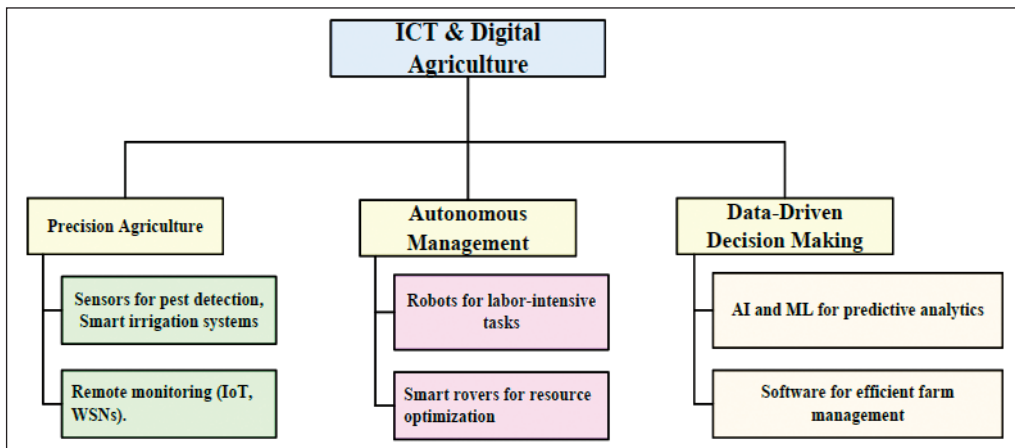 ICT & Digital
Agriculture
Precision Agriculture
Sensors for pest detection,
Smart irrigation systems
Remote monitoring (IoT,
WSNs).
Autonomous
Management
Robots for labor-intensive
tasks
Smart rovers for resource
optimization
Data-Driven
Decision Making
AI and ML for predictive analytics
Software for efficient farm
management